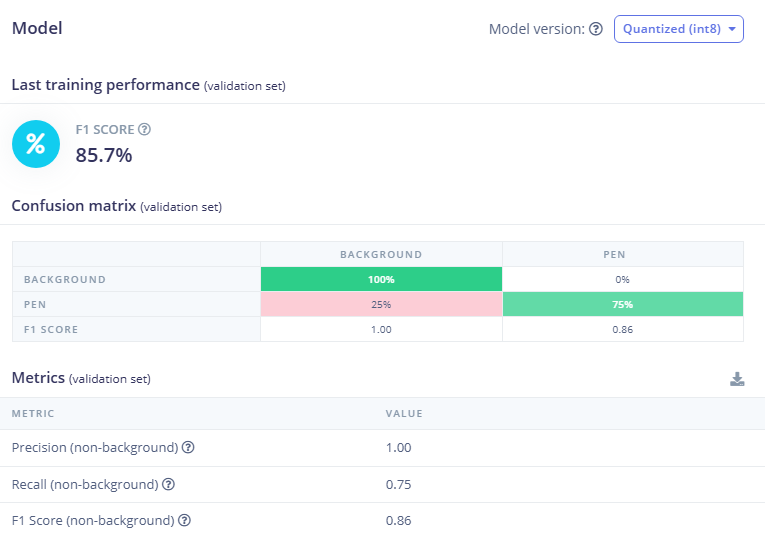 Model
Model version: Quantized (int8)
Last training performance (validation set)
F1 SCORE
%
85.7%
Confusion matrix (validation set)
BACKGROUND PEN
BACKGROUND 100% 0%
PEN 25% 75%
F1 SCORE 1.00 0.86
Metrics (validation set)
METRIC VALUE
Precision (non-background) 1.00
Recall (non-background) 0.75
F1 Score (non-background) 0.86